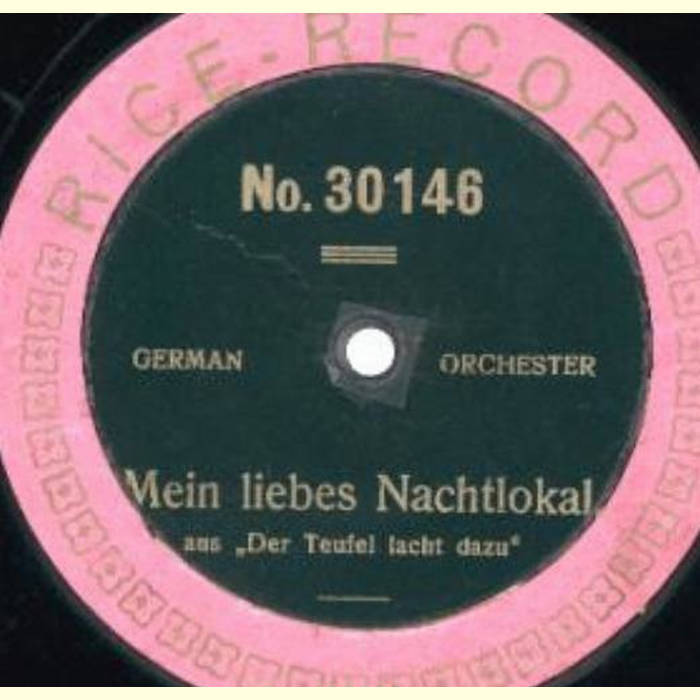 RICE-RECORD
No. 30146
GERMAN ORCHESTER
Mein liebes Nachtlokal
aus „Der Teufel lacht dazu“